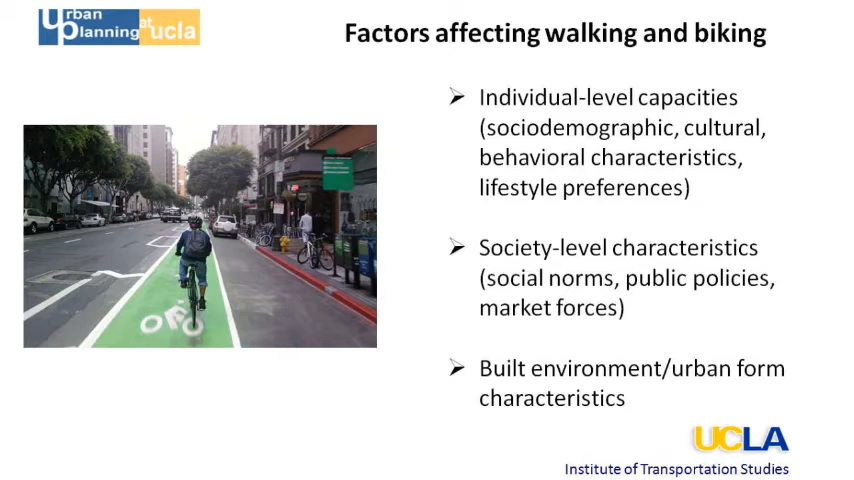 urban
planning at ucla
Factors affecting walking and biking
Individual-level capacities
(sociodemographic, cultural,
behavioral characteristics,
lifestyle preferences)
Society-level characteristics
(social norms, public policies,
market forces)
Built environment/urban form
characteristics
UCLA
Institute of Transportation Studies